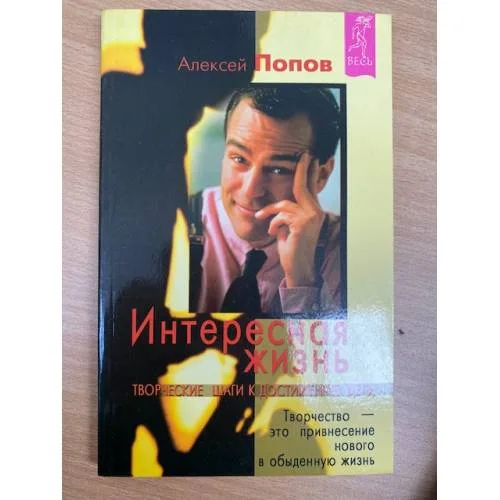 Алексей Попов
ВЕСЬ
Интересная
жизнь
ТВОРЧЕСКИЕ ШАГИ К
Творчество —
это привнесение
нового
в обыденную жизнь